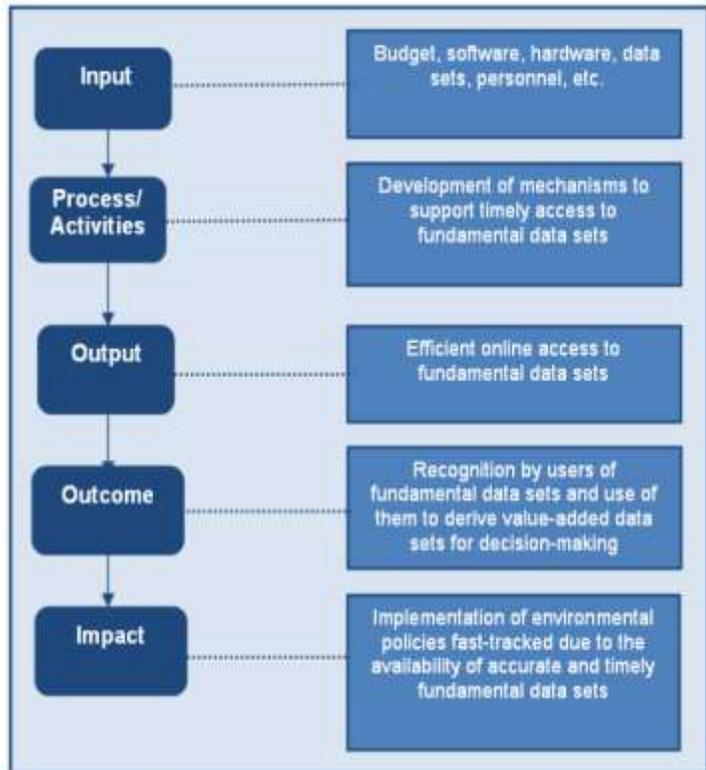 Input
Budget, software, hardware, data
sets, personnel, etc.
Process/
Activities
Development of mechanisms to
support timely access to
fundamental data sets
Output
Efficient online access to
fundamental data sets
Outcome
Recognition by users of
fundamental data sets and use of
them to derive value-added data
sets for decision-making
Impact
Implementation of environmental
policies fast-tracked due to the
availability of accurate and timely
fundamental data sets